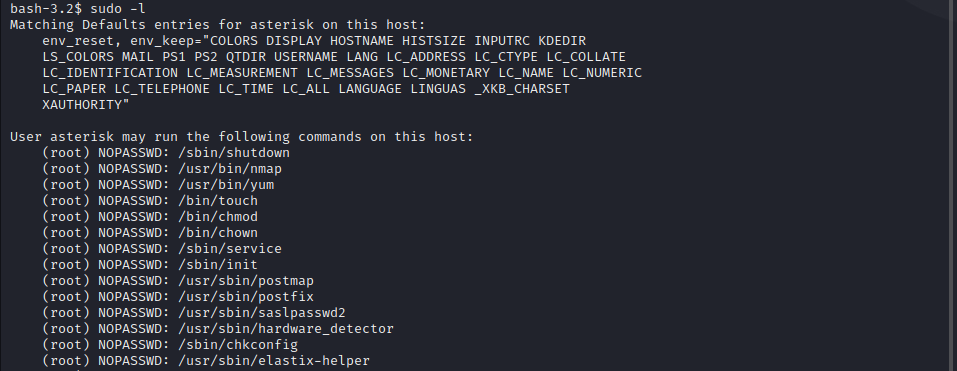 bash-3.2$ sudo -l
Matching Defaults entries for asterisk on this host:
    env_reset, env_keep="COLORS DISPLAY HOSTNAME HISTSIZE INPUTRC KDEDIR
    LS_COLORS MAIL PS1 PS2 QTDIR USERNAME LANG LC_ADDRESS LC_CTYPE LC_COLLATE
    LC_IDENTIFICATION LC_MEASUREMENT LC_MESSAGES LC_MONETARY LC_NAME LC_NUMERIC
    LC_PAPER LC_TELEPHONE LC_TIME LC_ALL LANGUAGE LINGUAS _XKB_CHARSET
    XAUTHORITY"

User asterisk may run the following commands on this host:
    (root) NOPASSWD: /sbin/shutdown
    (root) NOPASSWD: /usr/bin/nmap
    (root) NOPASSWD: /usr/bin/yum
    (root) NOPASSWD: /bin/touch
    (root) NOPASSWD: /bin/chmod
    (root) NOPASSWD: /bin/chown
    (root) NOPASSWD: /sbin/service
    (root) NOPASSWD: /sbin/init
    (root) NOPASSWD: /usr/sbin/postmap
    (root) NOPASSWD: /usr/sbin/postfix
    (root) NOPASSWD: /usr/sbin/saslpasswd2
    (root) NOPASSWD: /usr/sbin/hardware_detector
    (root) NOPASSWD: /sbin/chkconfig
    (root) NOPASSWD: /usr/sbin/elastix-helper